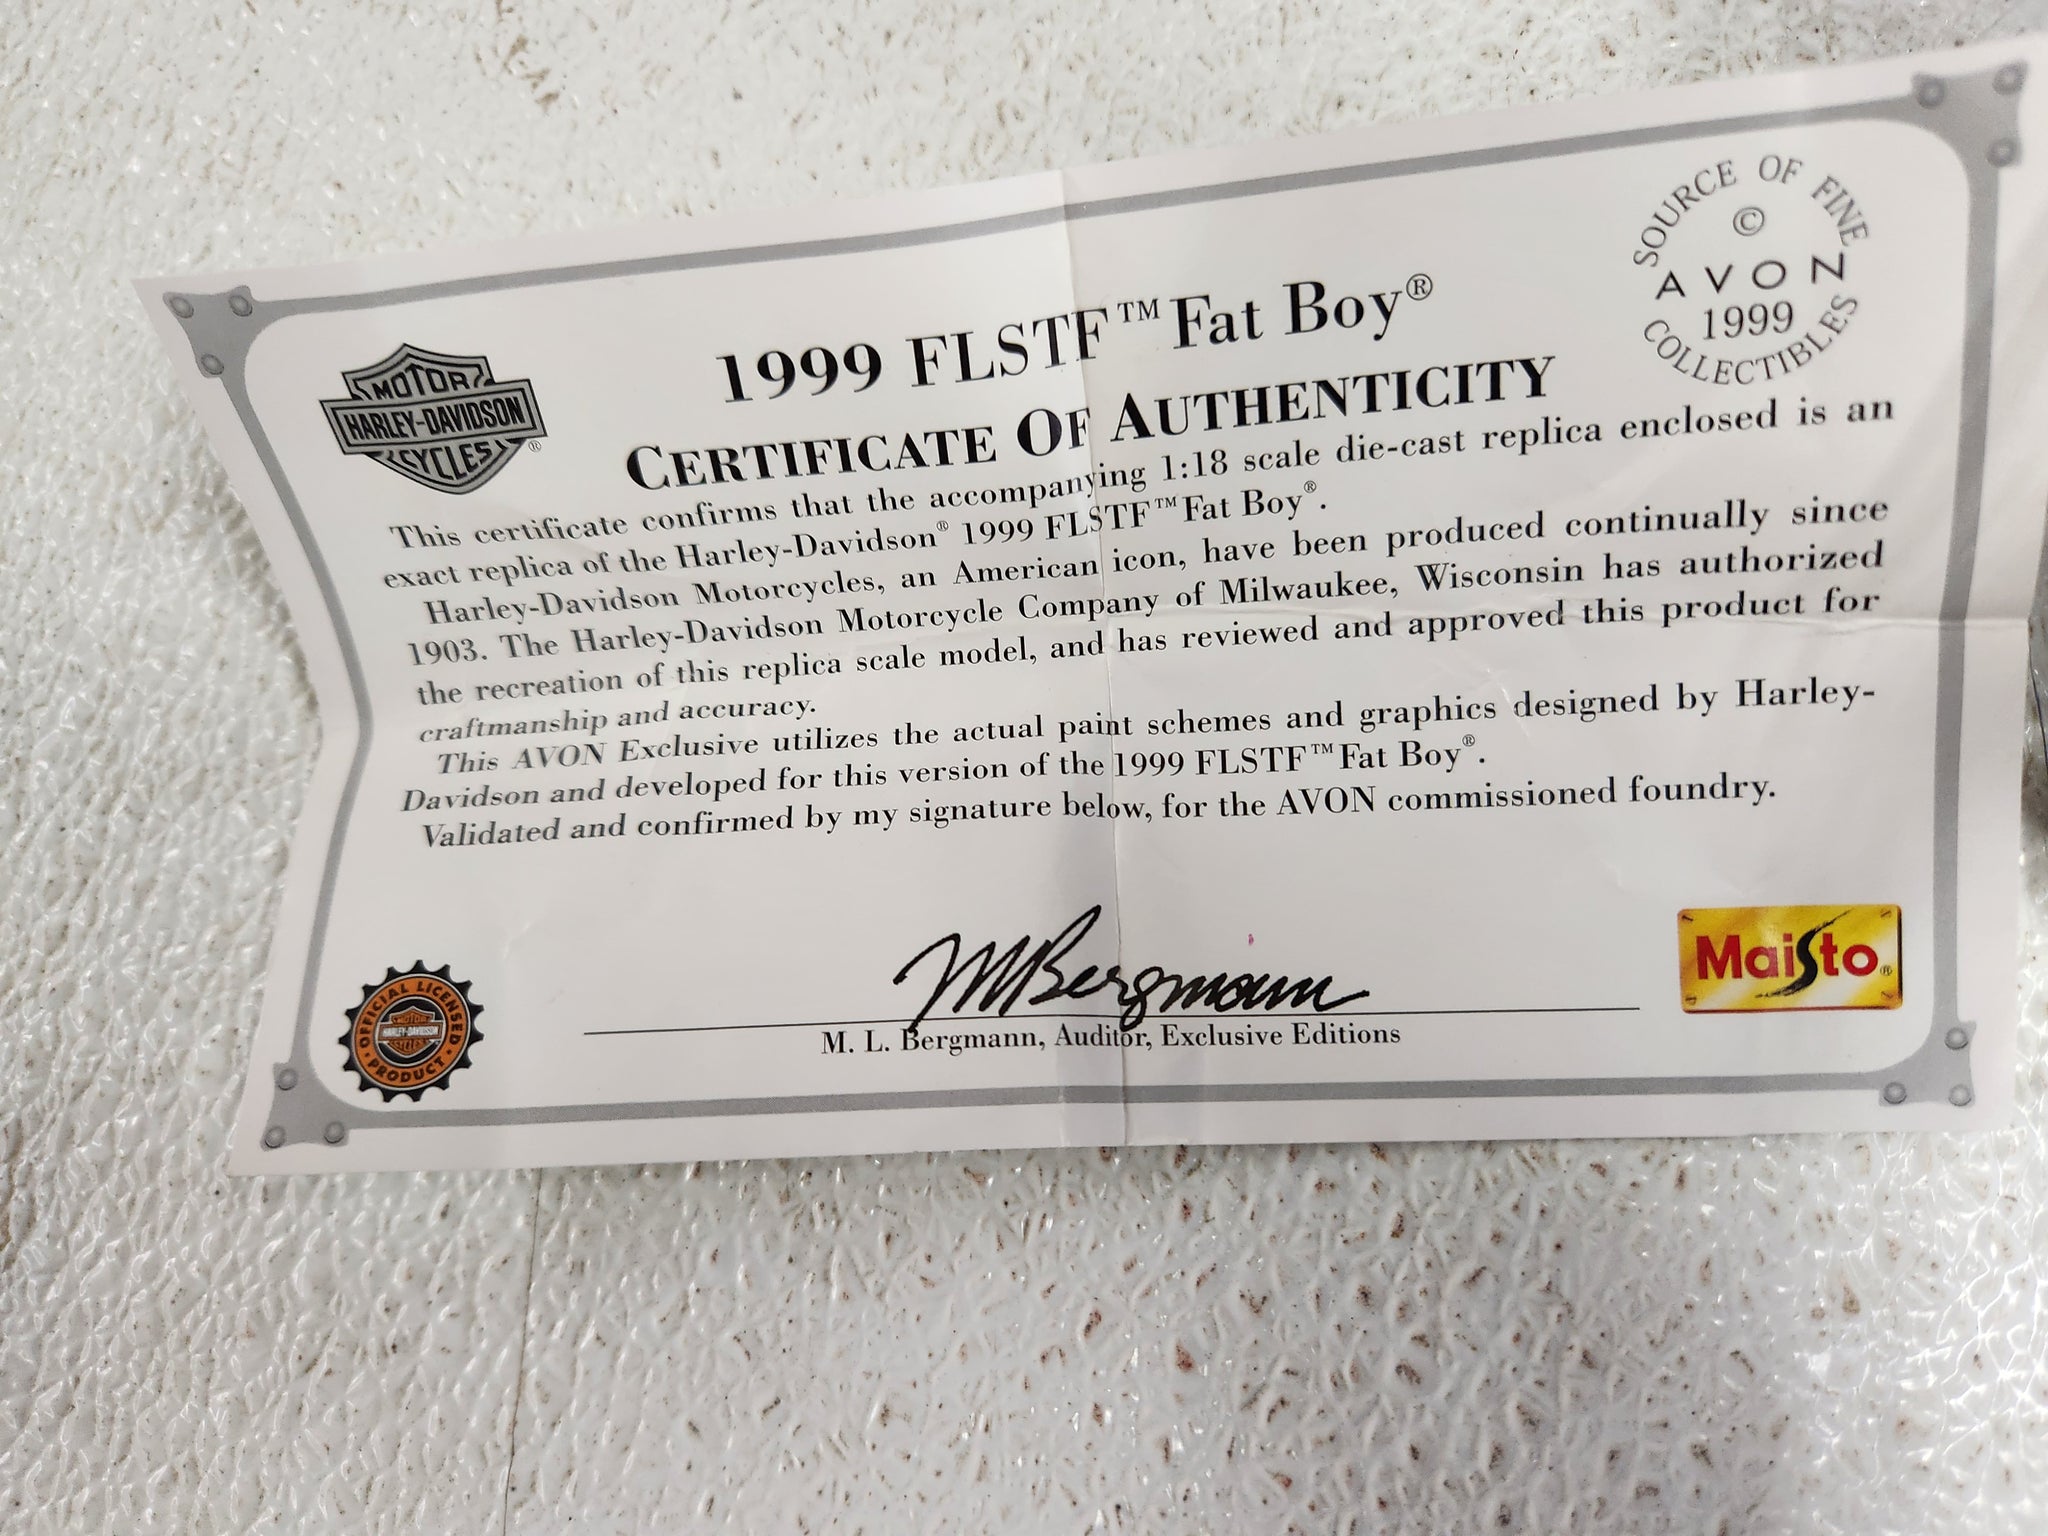 SOURCE OF FINE
©
AVON
1999
COLLECTIBLES
MOTOR
HARLEY-DAVIDSON
CYCLES®
1999 FLSTF™ Fat Boy®
CERTIFICATE OF AUTHENTICITY
This certificate confirms that the accompanying 1:18 scale die-cast replica enclosed is an
exact replica of the Harley-Davidson® 1999 FLSTF™ Fat Boy®.
Harley-Davidson Motorcycles, an American icon, have been produced continually since
1903. The Harley-Davidson Motorcycle Company of Milwaukee, Wisconsin has authorized
the recreation of this replica scale model, and has reviewed and approved this product for
craftmanship and accuracy.
This AVON Exclusive utilizes the actual paint schemes and graphics designed by Harley-
Davidson and developed for this version of the 1999 FLSTF™ Fat Boy®.
Validated and confirmed by my signature below, for the AVON commissioned foundry.
MLBergmann
M. L. Bergmann, Auditor, Exclusive Editions
Maisto®
OFFICIAL LICENSED
MOTOR
HARLEY-DAVIDSON
CYCLES
PRODUCT